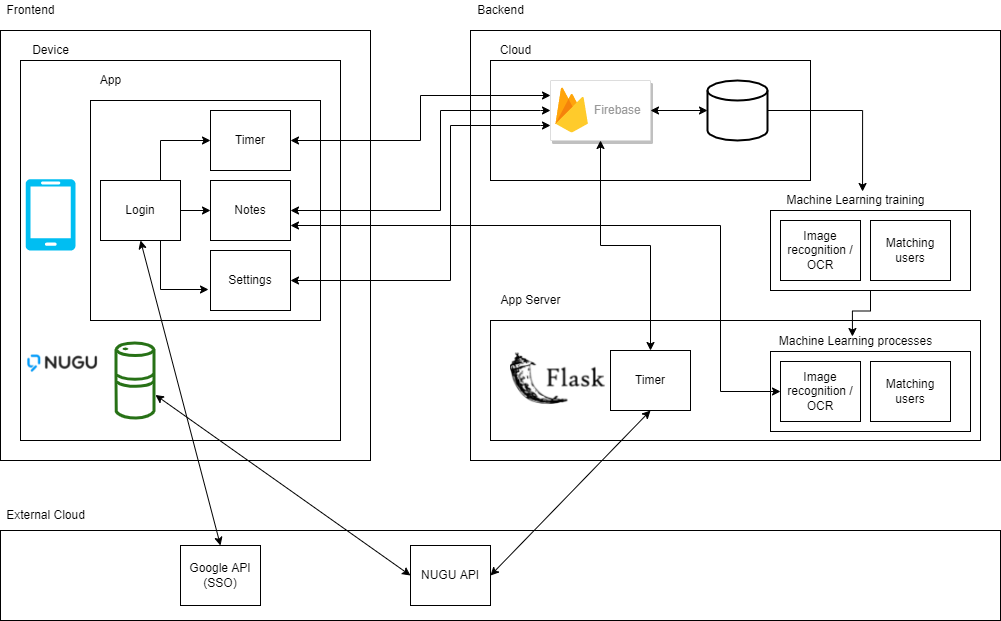 Frontend
Backend
Device
Cloud
App
Firebase
Timer
Login
Notes
Settings
Machine Learning training
Image
recognition /
OCR
Matching
users
App Server
NUGU
Flask
Timer
Machine Learning processes
Image
recognition /
OCR
Matching
users
External Cloud
Google API
(SSO)
NUGU API